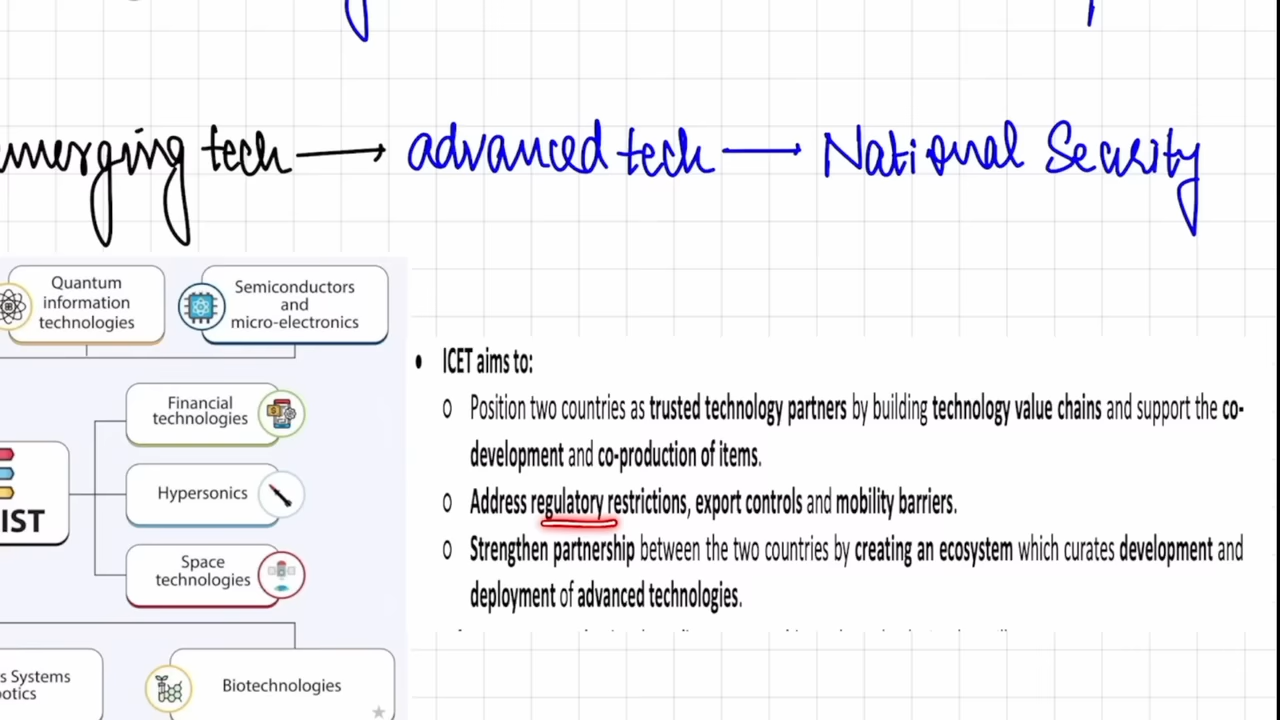 emerging tech → advanced tech → National Security
Quantum
information
technologies
Semiconductors
and
micro-electronics
Financial
technologies
Hypersonics
IST
Space
technologies
s Systems
otics
Biotechnologies
• ICET aims to:
o Position two countries as trusted technology partners by building technology value chains and support the co-
development and co-production of items.
o Address regulatory restrictions, export controls and mobility barriers.
o Strengthen partnership between the two countries by creating an ecosystem which curates development and
deployment of advanced technologies.